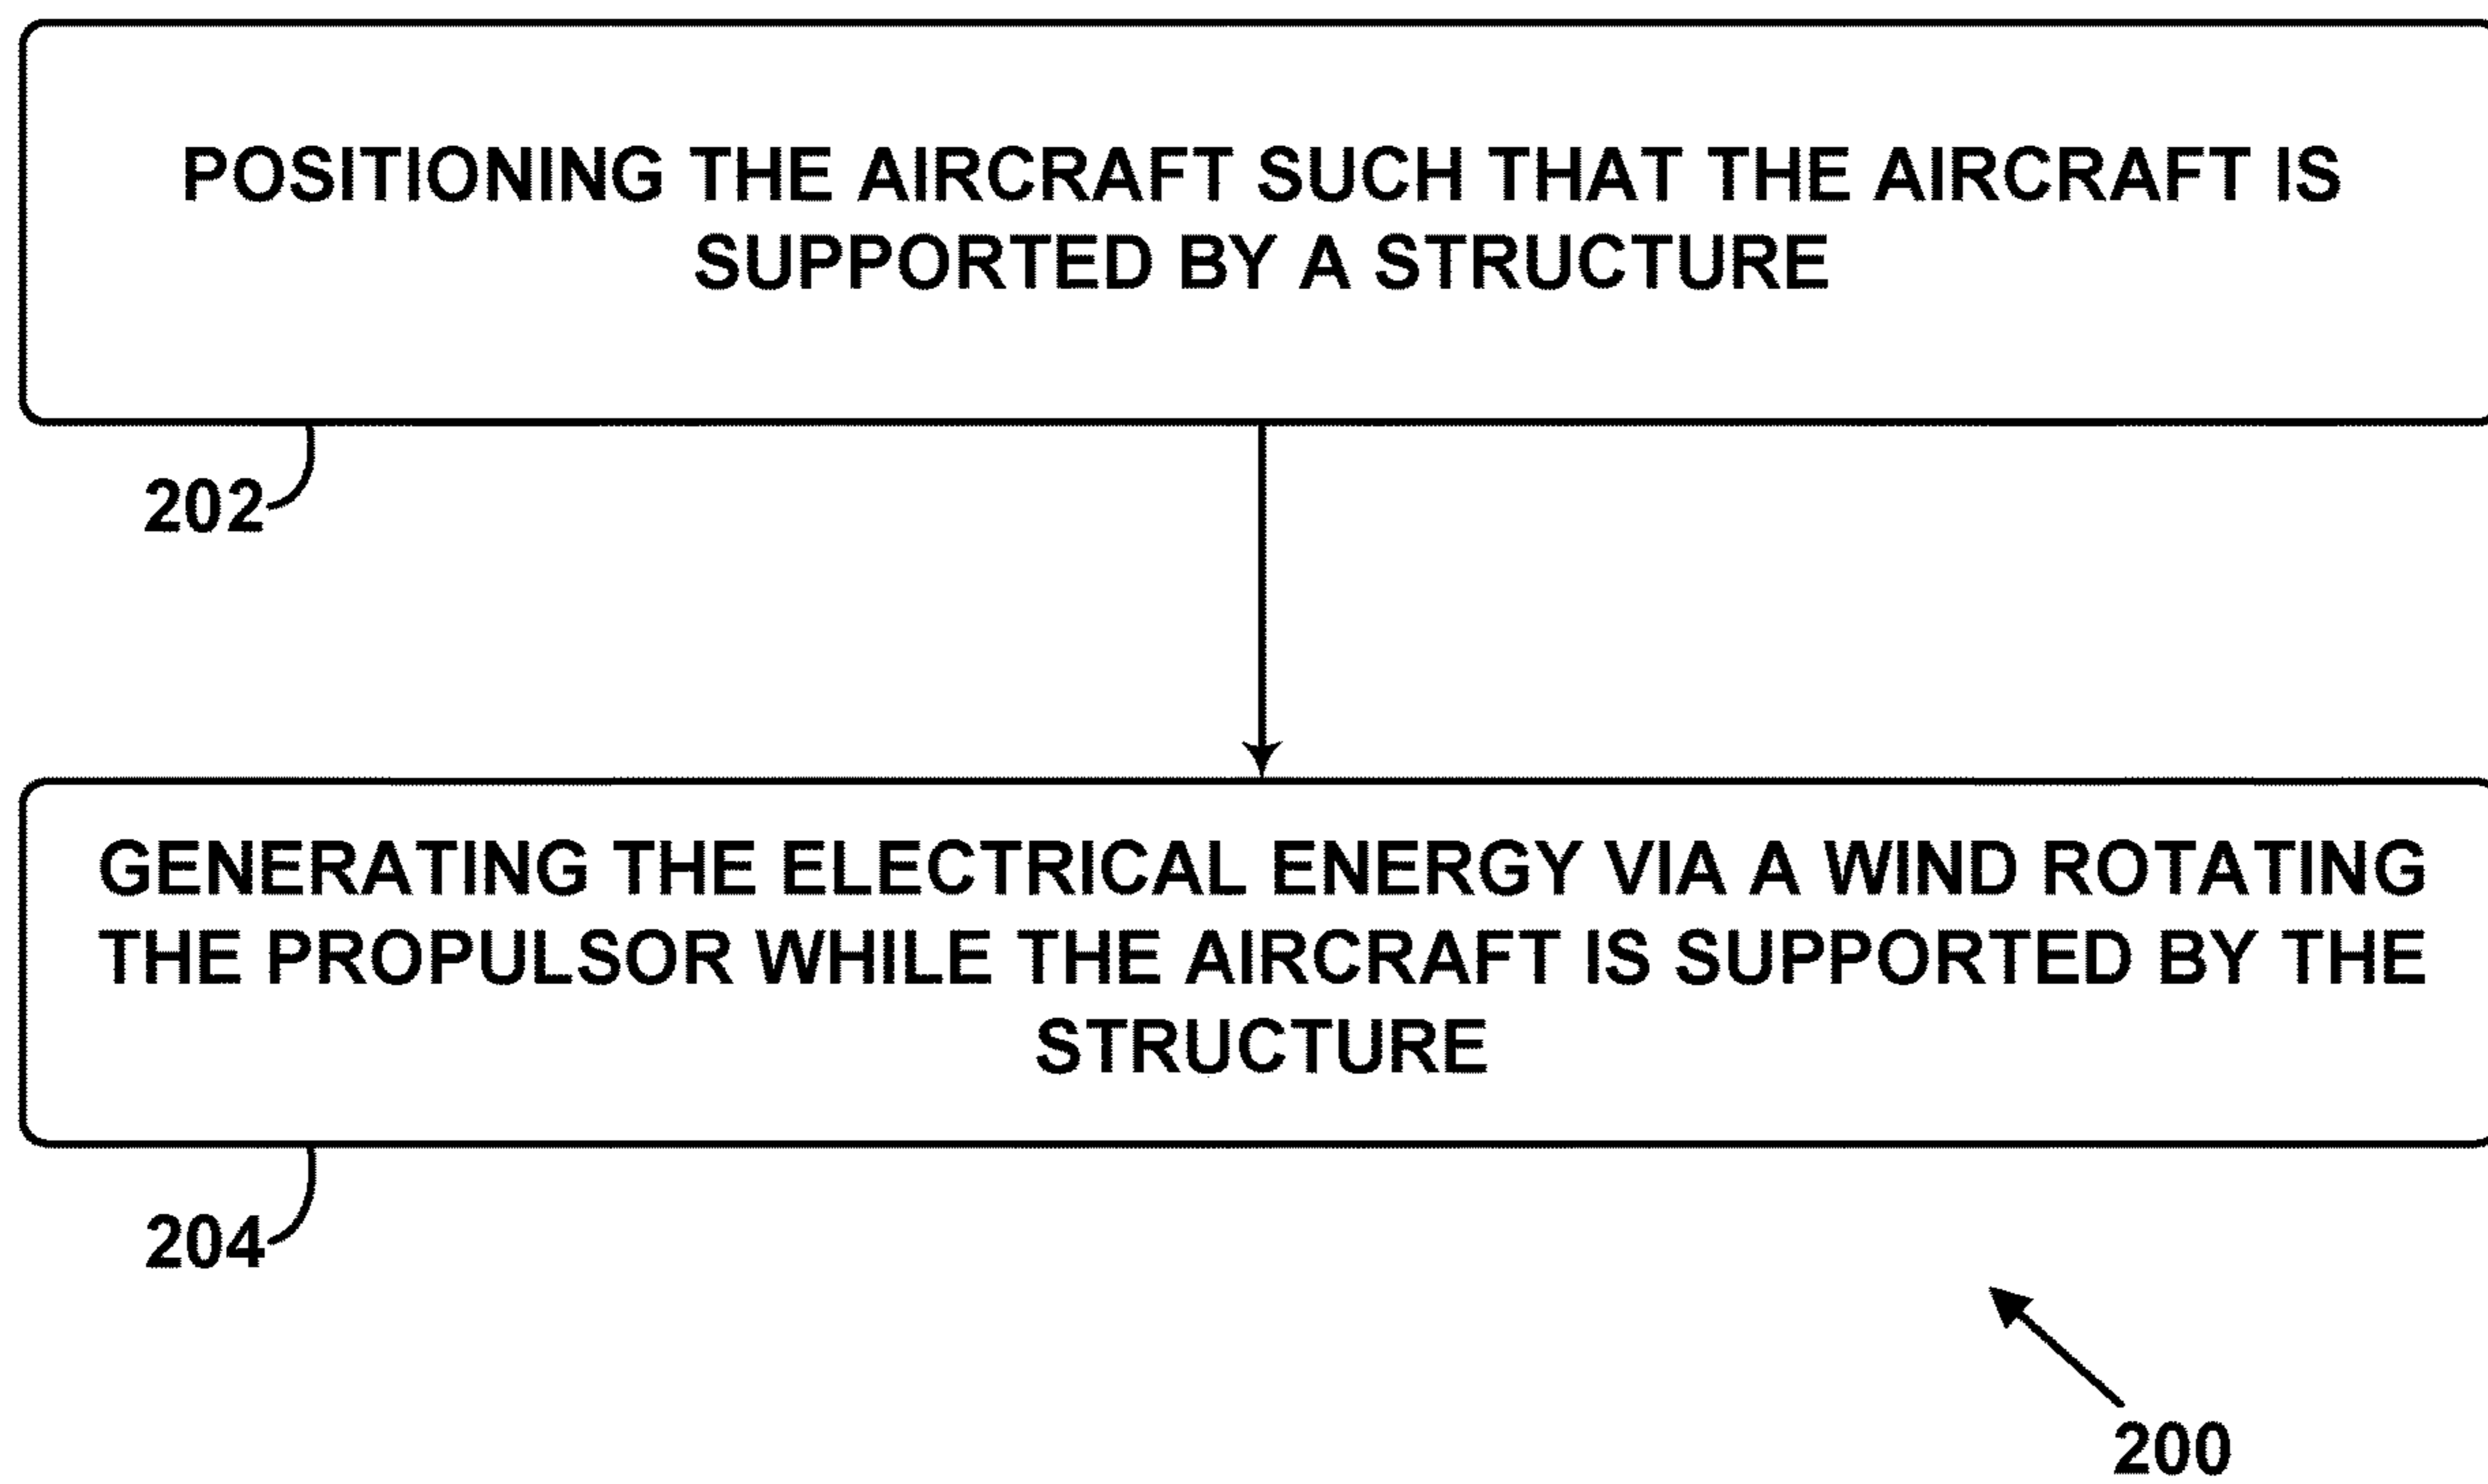 POSITIONING THE AIRCRAFT SUCH THAT THE AIRCRAFT IS
SUPPORTED BY A STRUCTURE
202
GENERATING THE ELECTRICAL ENERGY VIA A WIND ROTATING
THE PROPULSOR WHILE THE AIRCRAFT IS SUPPORTED BY THE
STRUCTURE
204
200